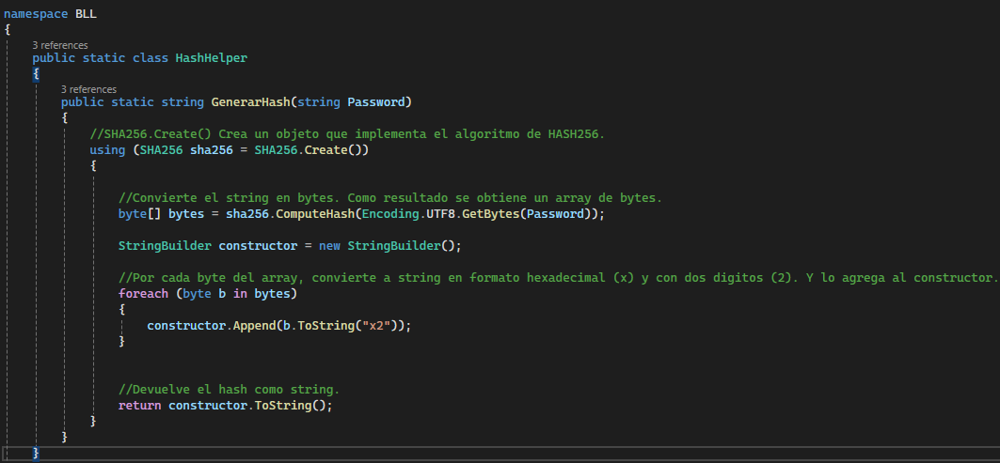 namespace BLL
{
3 references
public static class HashHelper
{
3 references
public static string GenerarHash(string Password)
{
//SHA256.Create() Crea un objeto que implementa el algoritmo de HASH256.
using (SHA256 sha256 = SHA256.Create())
{
//Convierte el string en bytes. Como resultado se obtiene un array de bytes.
byte[] bytes = sha256.ComputeHash(Encoding.UTF8.GetBytes(Password));
StringBuilder constructor = new StringBuilder();
//Por cada byte del array, convierte a string en formato hexadecimal (x) y con dos digitos (2). Y lo agrega al constructor.
foreach (byte b in bytes)
{
constructor.Append(b.ToString("x2"));
}
//Devuelve el hash como string.
return constructor.ToString();
}
}
}